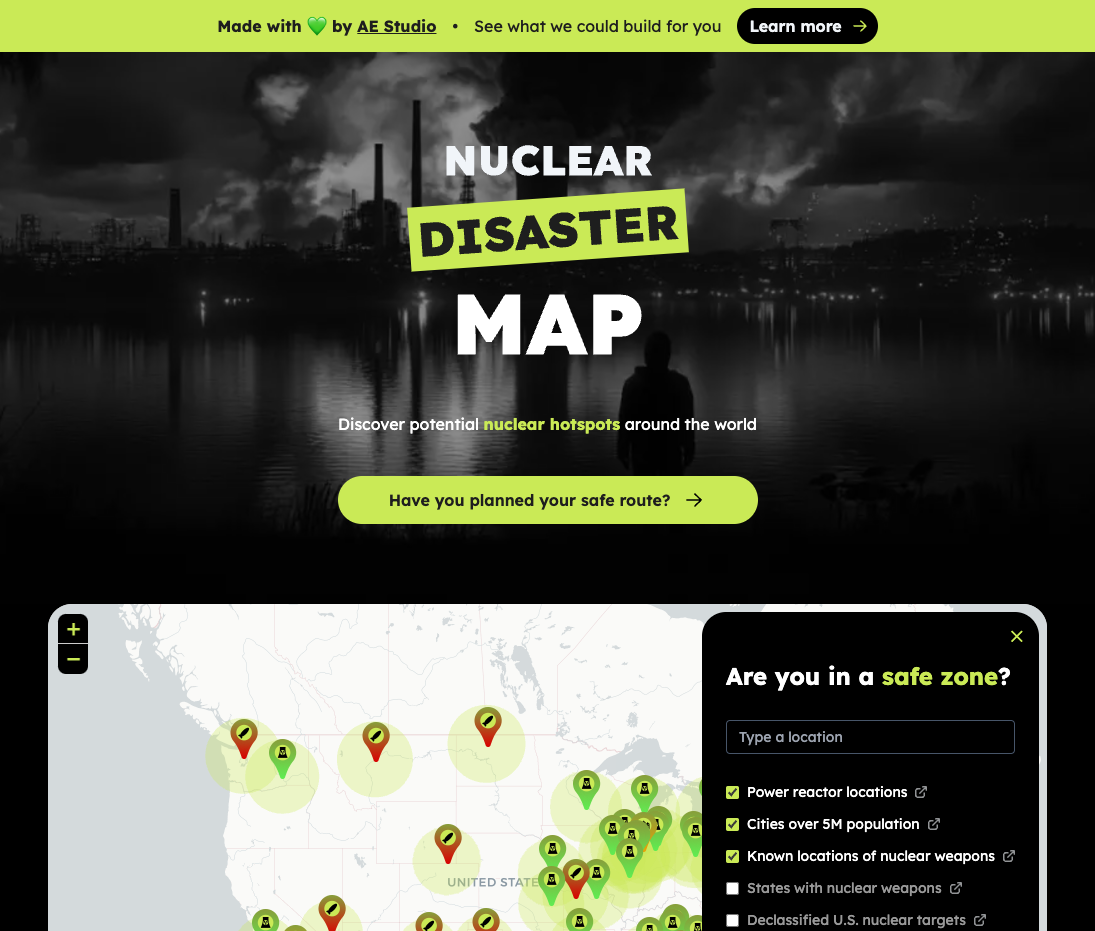 Made with 💚 by AE Studio • See what we could build for you Learn more →
NUCLEAR
DISASTER
MAP
Discover potential nuclear hotspots around the world
Have you planned your safe route? →
+
−
Are you in a safe zone?
Type a location
Power reactor locations
Cities over 5M population
Known locations of nuclear weapons
States with nuclear weapons
Declassified U.S. nuclear targets
UNITED STATE